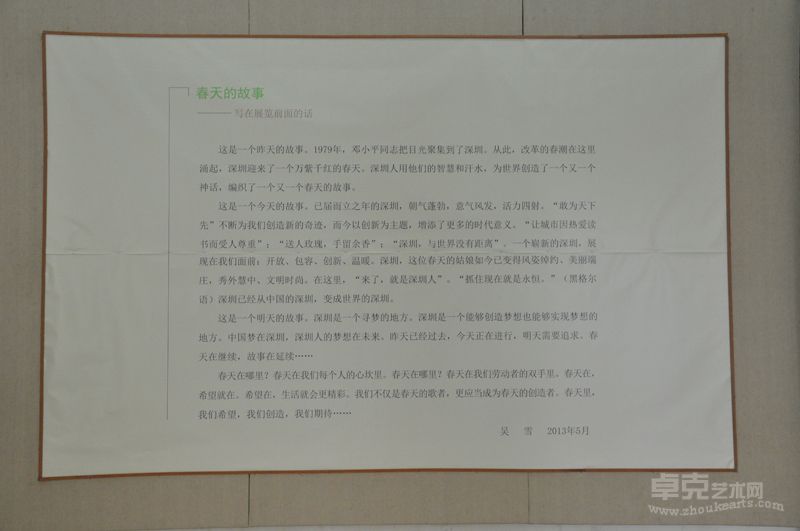 春天的故事
——— 写在展览前面的话
这是一个昨天的故事。1979年，邓小平同志把目光聚集到了深圳。从此，改革的春潮在这里
涌起，深圳迎来了一个万紫千红的春天。深圳人用他们的智慧和汗水，为世界创造了一个又一个
神话，编织了一个又一个春天的故事。
这是一个今天的故事。已届而立之年的深圳，朝气蓬勃，意气风发，活力四射。“敢为天下
先”不断为我们创造新的奇迹，而今以创新为主题，增添了更多的时代意义。“让城市因热爱读
书而受人尊重”；“送人玫瑰，手留余香”；“深圳，与世界没有距离”。一个崭新的深圳，展
现在我们面前：开放、包容、创新、温暖。深圳，这位春天的姑娘如今已变得风姿绰约、美丽端
庄，秀外慧中、文明时尚。在这里，“来了，就是深圳人”。“抓住现在就是永恒。”（黑格尔
语）深圳已经从中国的深圳，变成世界的深圳。
这是一个明天的故事。深圳是一个寻梦的地方。深圳是一个能够创造梦想也能够实现梦想的
地方。中国梦在深圳，深圳人的梦想在未来。昨天已经过去，今天正在进行，明天需要追求。春
天在继续，故事在延续……
春天在哪里？春天在我们每个人的心坎里。春天在哪里？春天在我们劳动者的双手里。春天在，
希望就在。希望在，生活就会更精彩。我们不仅是春天的歌者，更应当成为春天的创造者。春天里，
我们希望，我们创造，我们期待……
吴 雪 2013年5月
卓克艺术网
www.zhoukearts.com